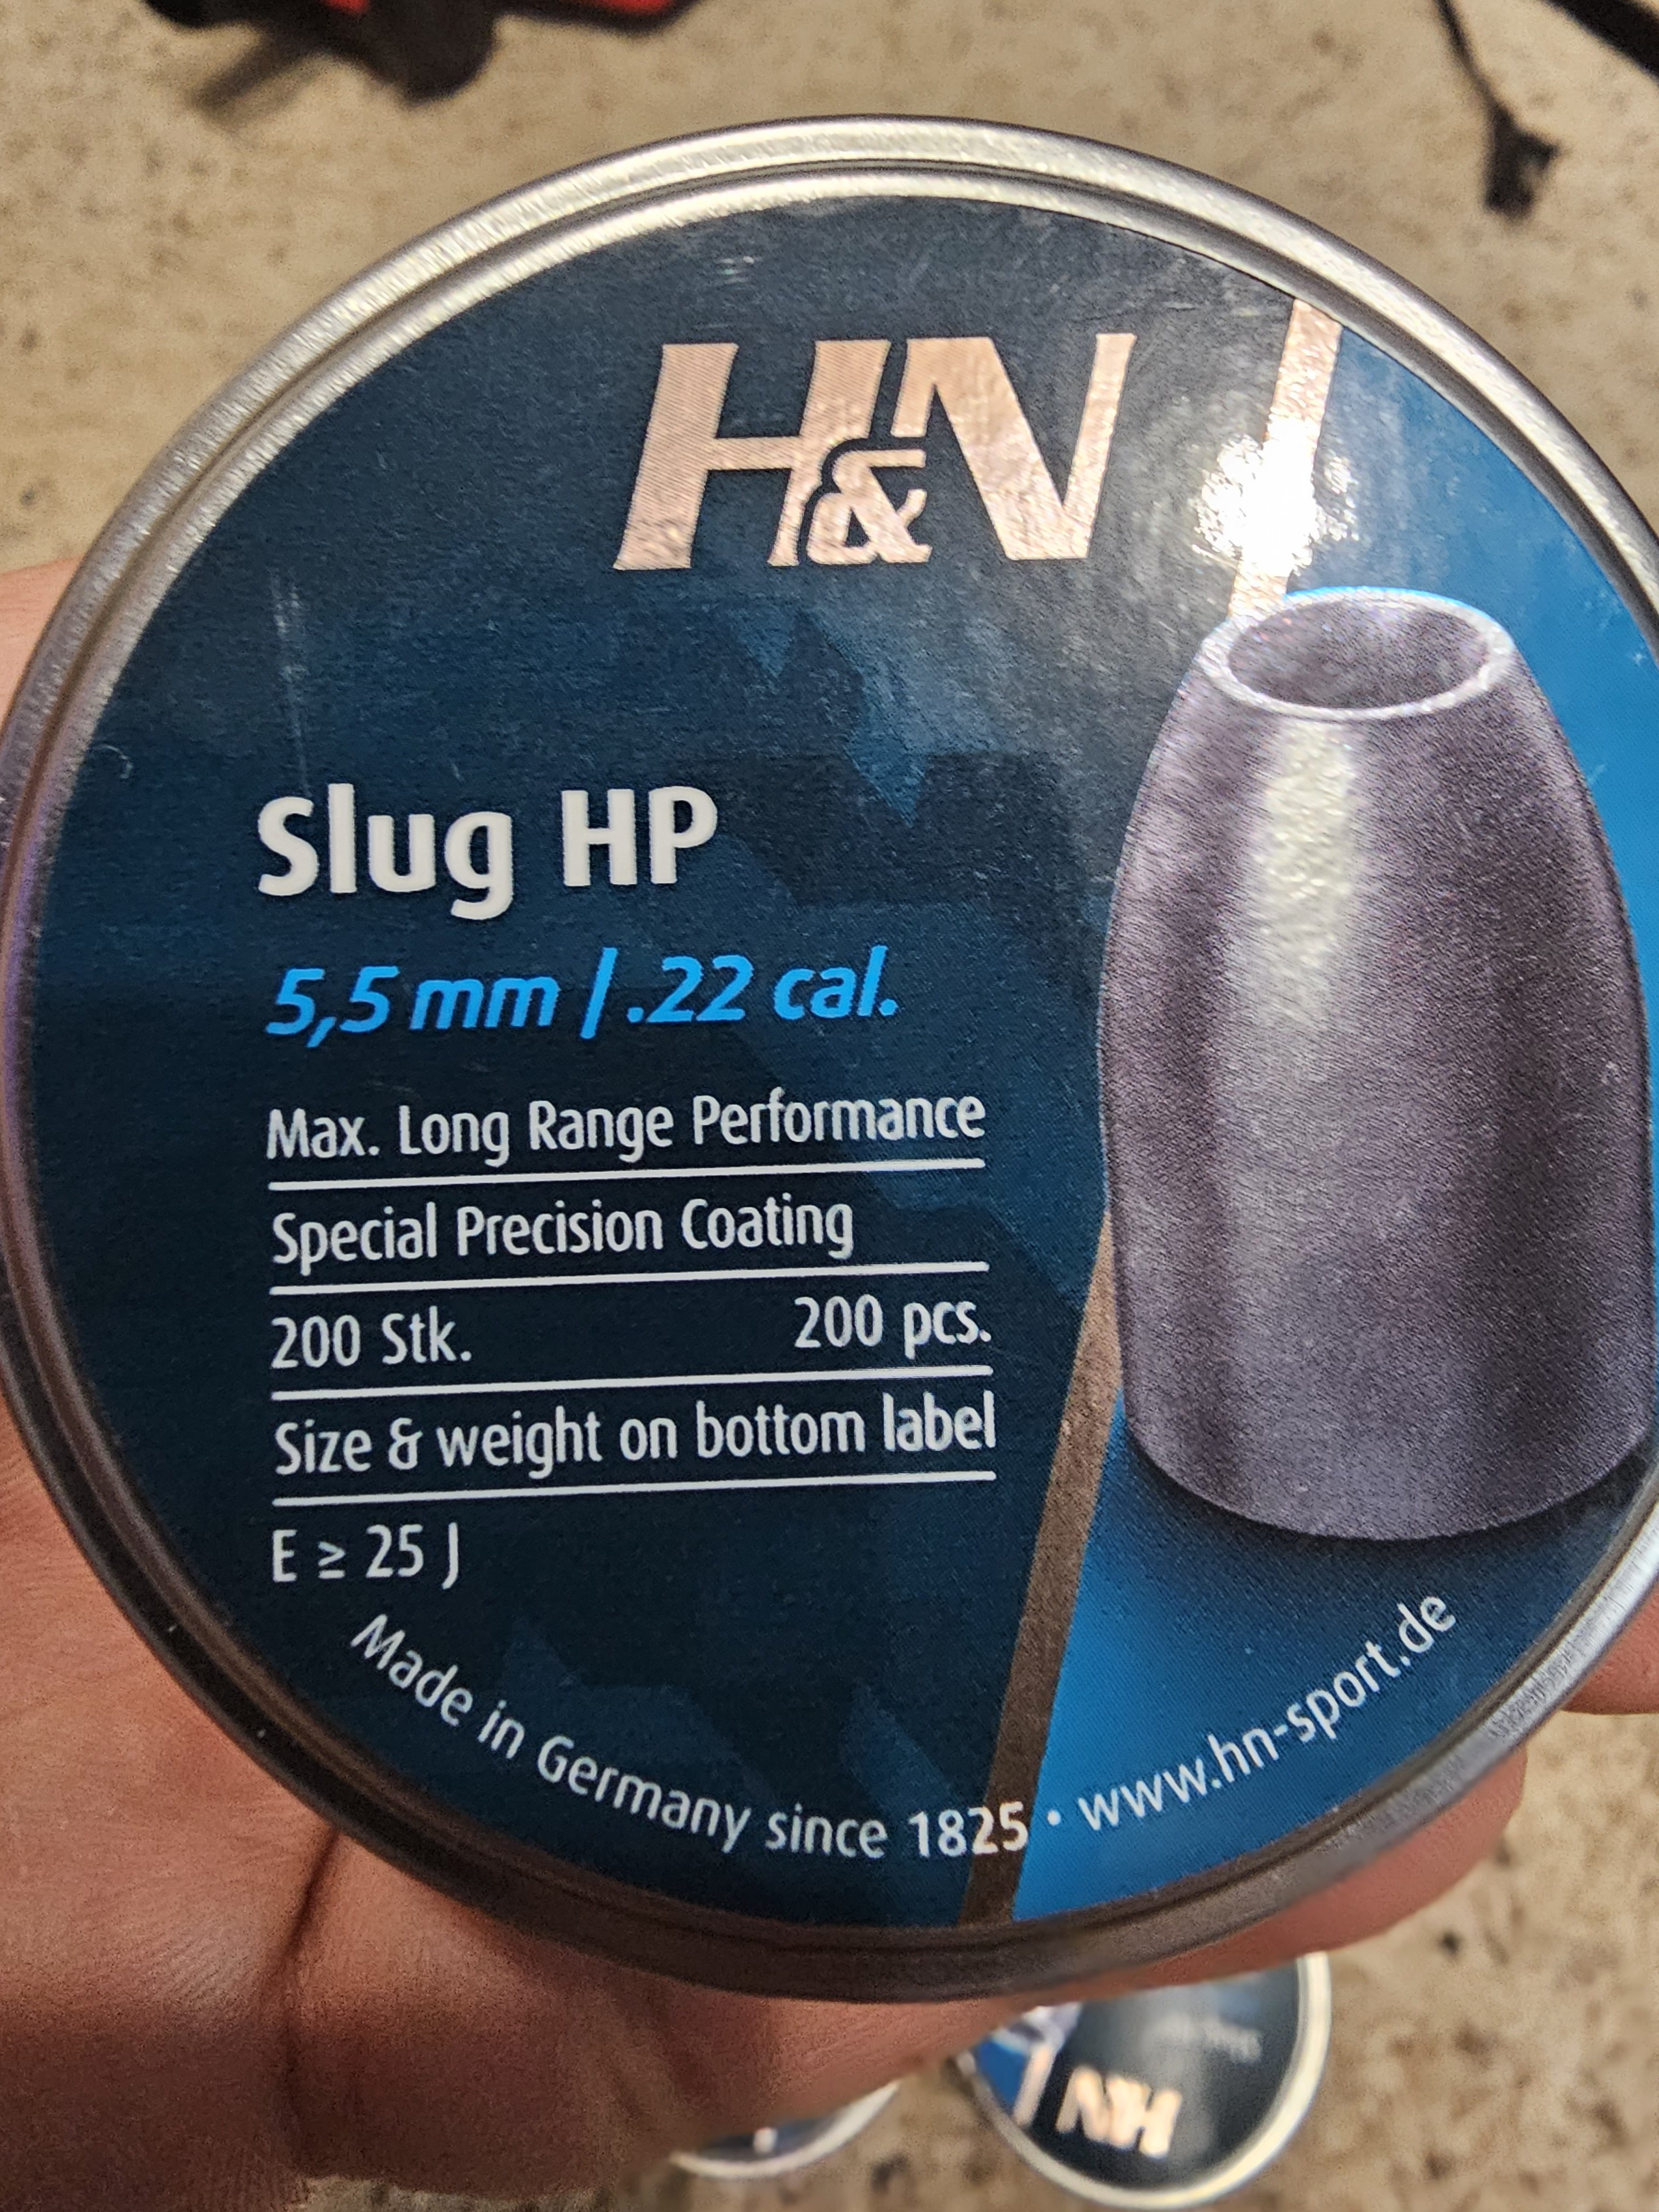 H&N
Slug HP
5,5 mm / .22 cal.
Max. Long Range Performance
Special Precision Coating
200 Stk. 200 pcs.
Size & weight on bottom label
E ≥ 25 J
Made in Germany since 1825 · www.hn-sport.de
H&N